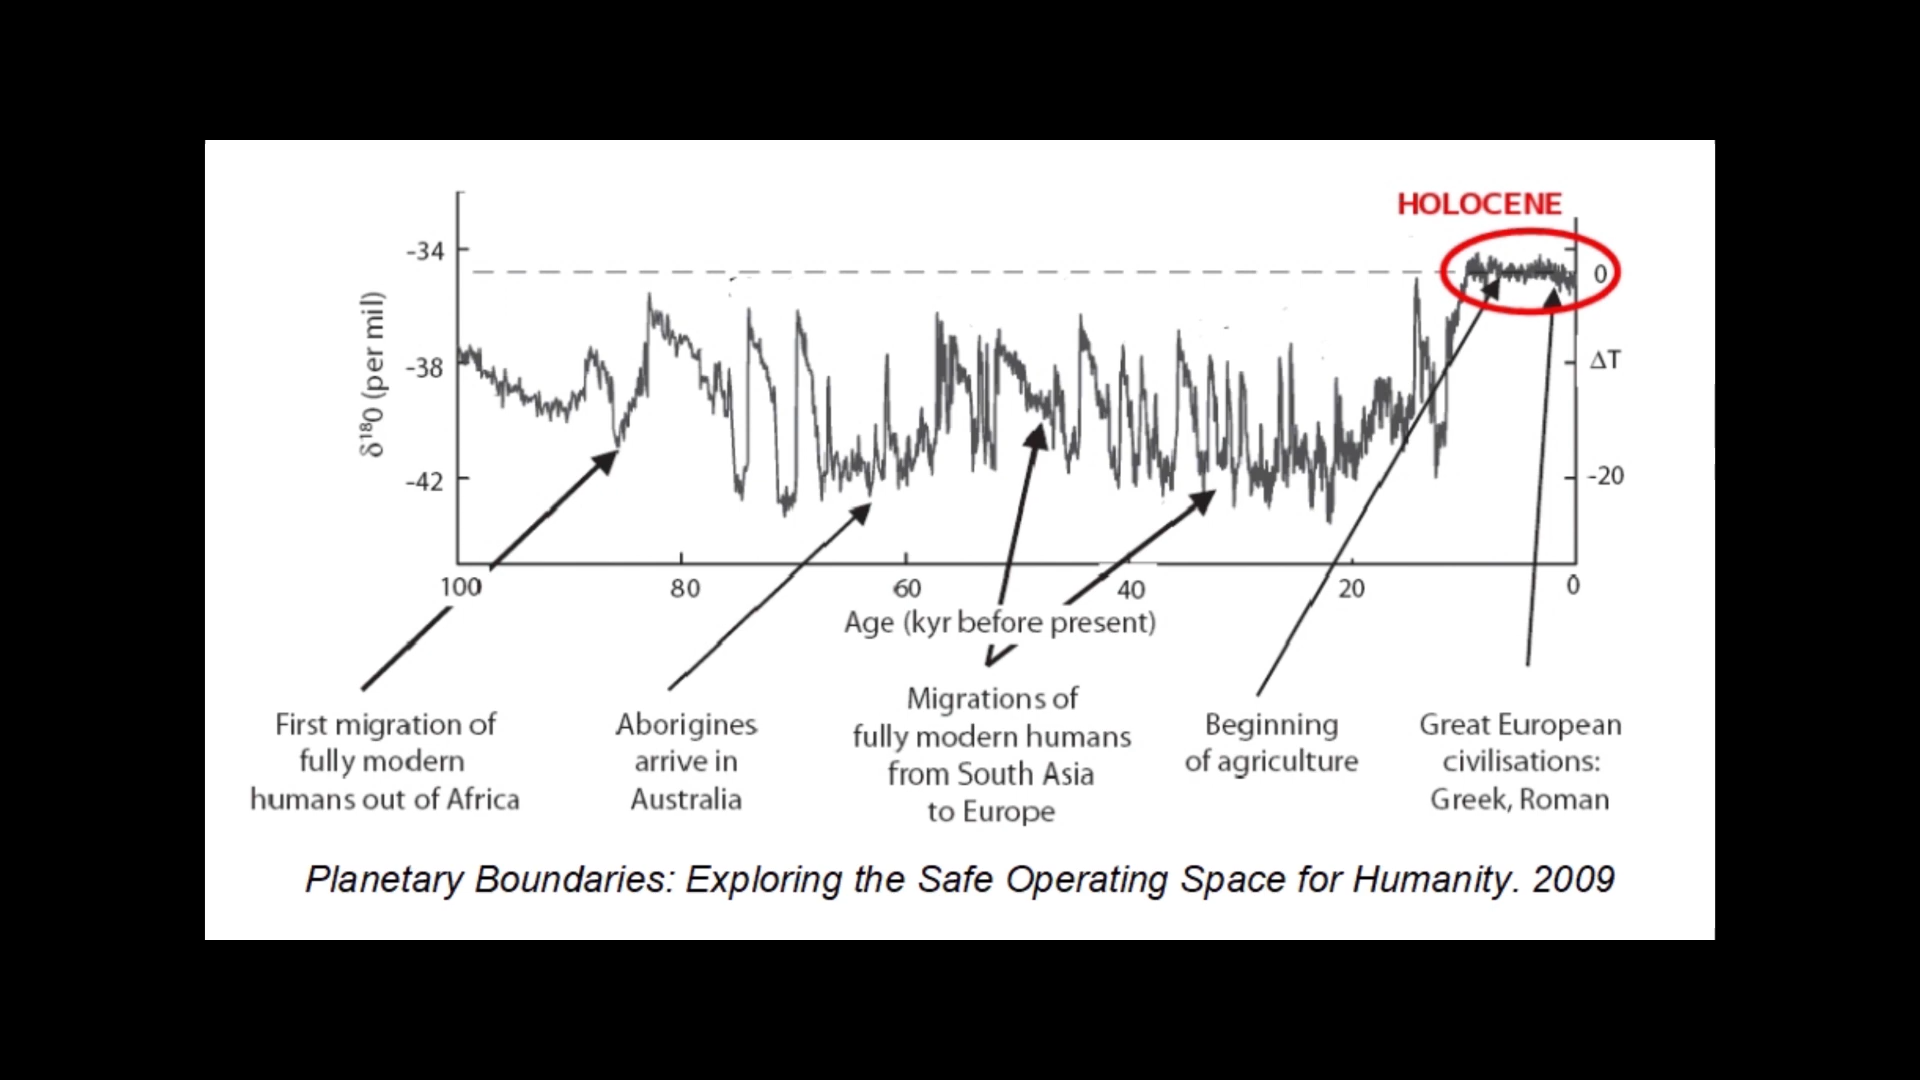 HOLOCENE
-34
-38
-42
δ¹⁸0 (per mil)
0
ΔT
-20
100
80
60
40
20
0
Age (kyr before present)
First migration of
fully modern
humans out of Africa
Aborigines
arrive in
Australia
Migrations of
fully modern humans
from South Asia
to Europe
Beginning
of agriculture
Great European
civilisations:
Greek, Roman
Planetary Boundaries: Exploring the Safe Operating Space for Humanity. 2009